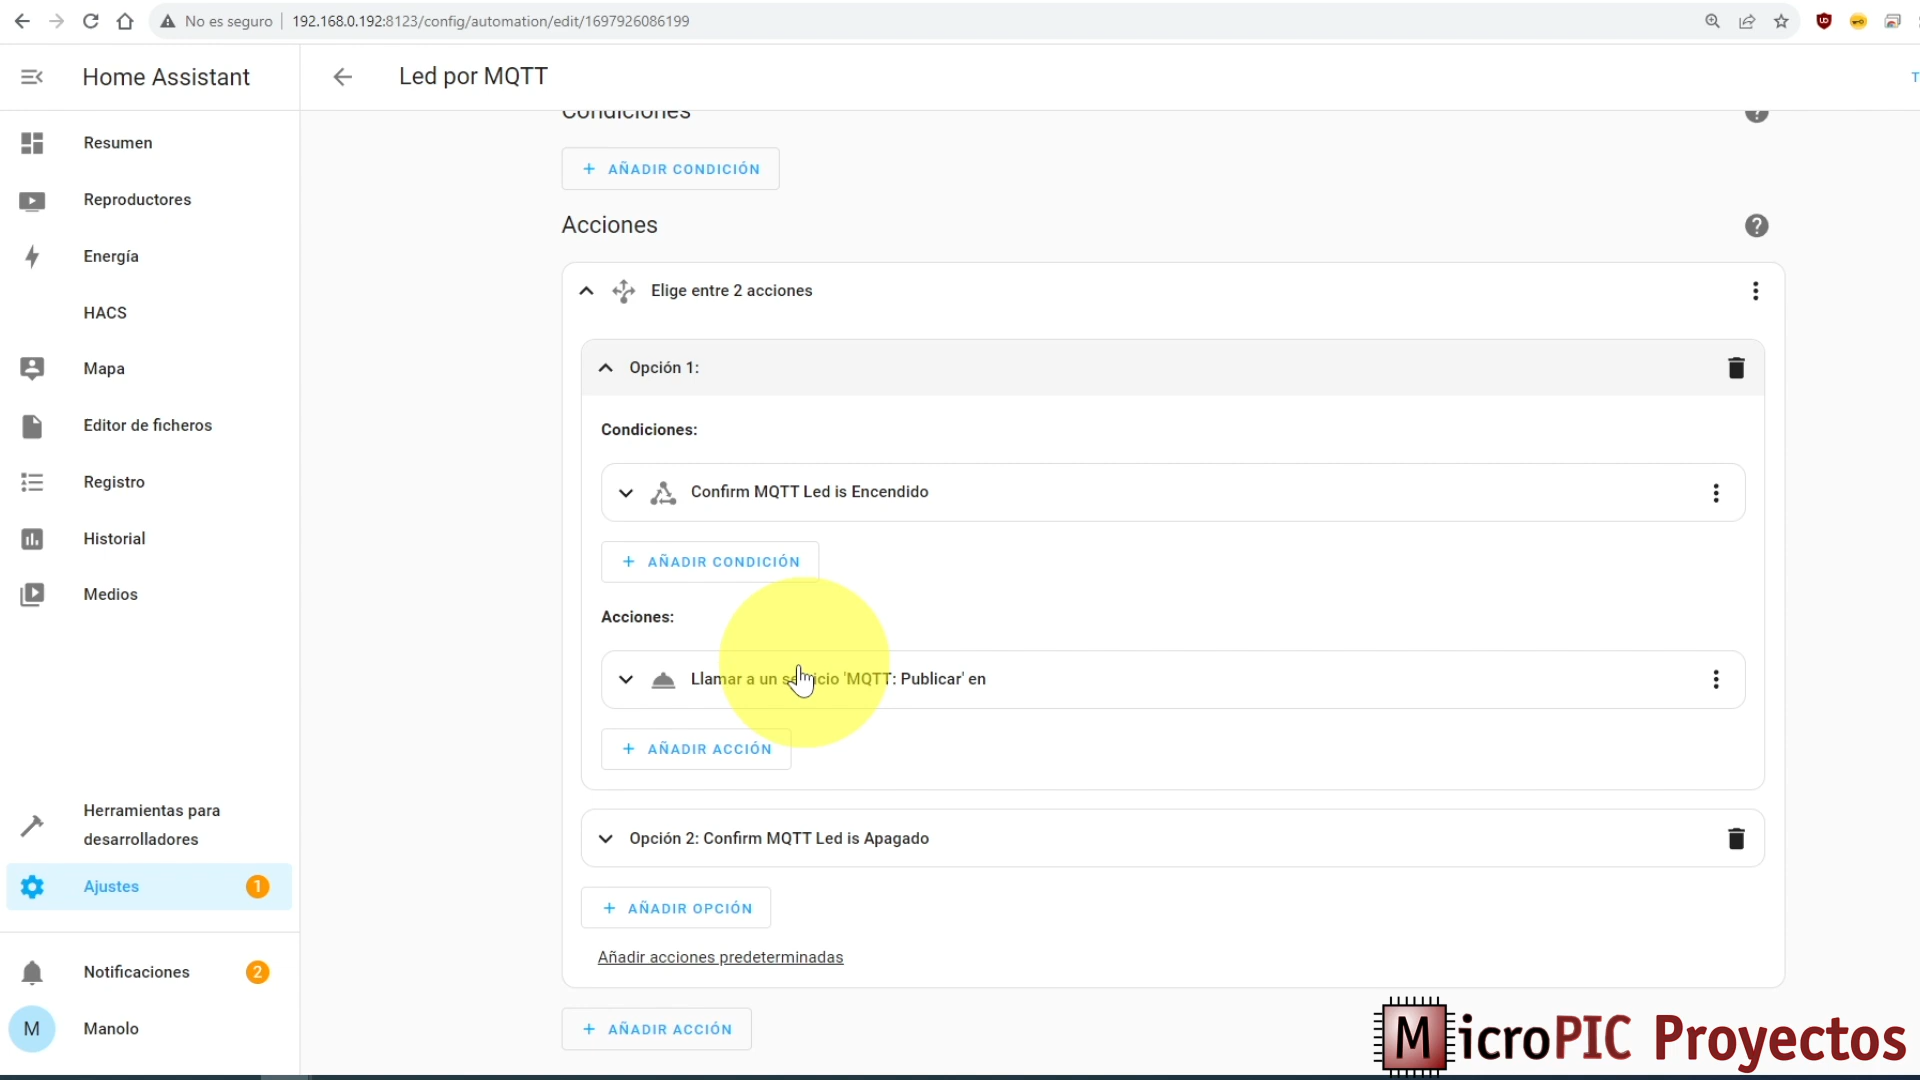 No es seguro
192.168.0.192:8123/config/automation/edit/1697926086199
Home Assistant
Led por MQTT
T
Resumen
Reproductores
Energía
HACS
Mapa
Editor de ficheros
Registro
Historial
Medios
Herramientas para
desarrolladores
Ajustes
1
Notificaciones
2
M
Manolo
Condiciones
+ AÑADIR CONDICIÓN
Acciones
Elige entre 2 acciones
Opción 1:
Condiciones:
Confirm MQTT Led is Encendido
+ AÑADIR CONDICIÓN
Acciones:
Llamar a un servicio 'MQTT: Publicar' en
+ AÑADIR ACCIÓN
Opción 2: Confirm MQTT Led is Apagado
+ AÑADIR OPCIÓN
Añadir acciones predeterminadas
+ AÑADIR ACCIÓN
MicroPIC Proyectos